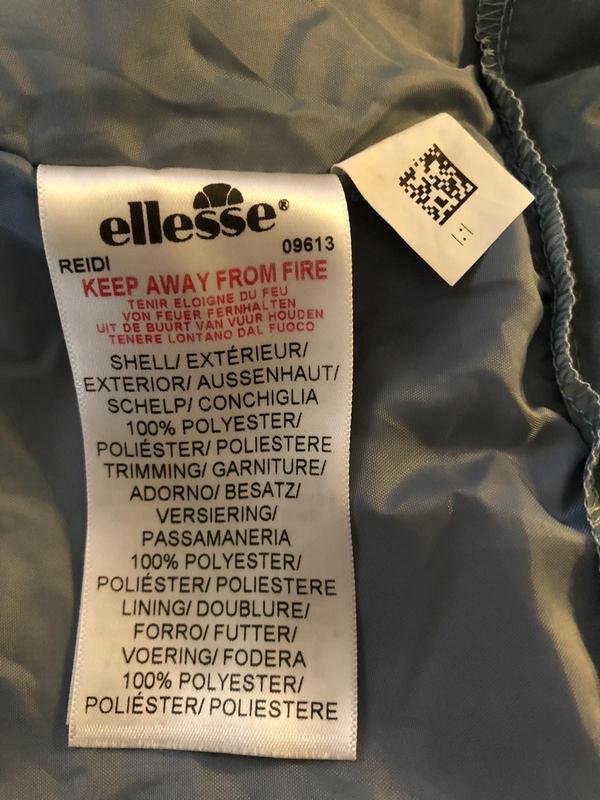 ellesse®
REIDI 09613
KEEP AWAY FROM FIRE
TENIR ELOIGNE DU FEU
VON FEUER FERNHALTEN
UIT DE BUURT VAN VUUR HOUDEN
TENERE LONTANO DAL FUOCO
SHELL/ EXTÉRIEUR/
EXTERIOR/ AUSSENHAUT/
SCHELP/ CONCHIGLIA
100% POLYESTER/
POLIÉSTER/ POLIESTERE
TRIMMING/ GARNITURE/
ADORNO/ BESATZ/
VERSIERING/
PASSAMANERIA
100% POLYESTER/
POLIÉSTER/ POLIESTERE
LINING/ DOUBLURE/
FORRO/ FUTTER/
VOERING/ FODERA
100% POLYESTER/
POLIÉSTER/ POLIESTERE